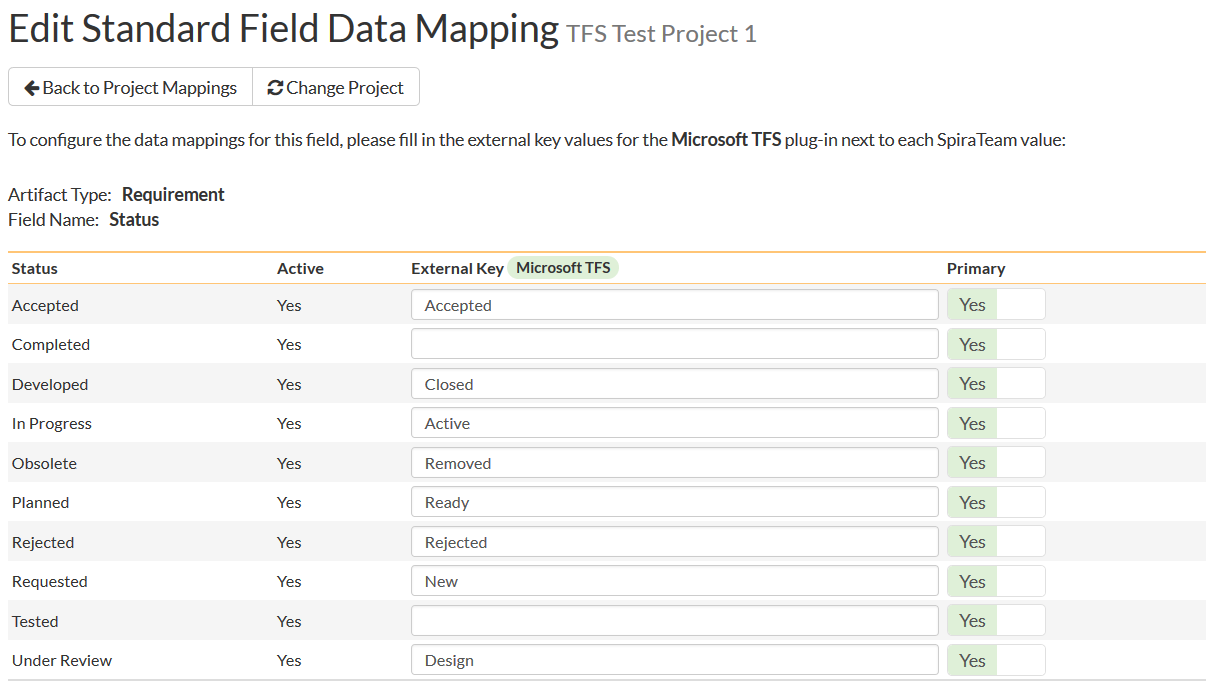 Edit Standard Field Data Mapping TFS Test Project 1
Back to Project Mappings Change Project
To configure the data mappings for this field, please fill in the external key values for the Microsoft TFS plug-in next to each SpiraTeam value:
Artifact Type: Requirement
Field Name: Status
Status Active External Key Microsoft TFS Primary
Accepted Yes Accepted Yes
Completed Yes Yes
Developed Yes Closed Yes
In Progress Yes Active Yes
Obsolete Yes Removed Yes
Planned Yes Ready Yes
Rejected Yes Rejected Yes
Requested Yes New Yes
Tested Yes Yes
Under Review Yes Design Yes